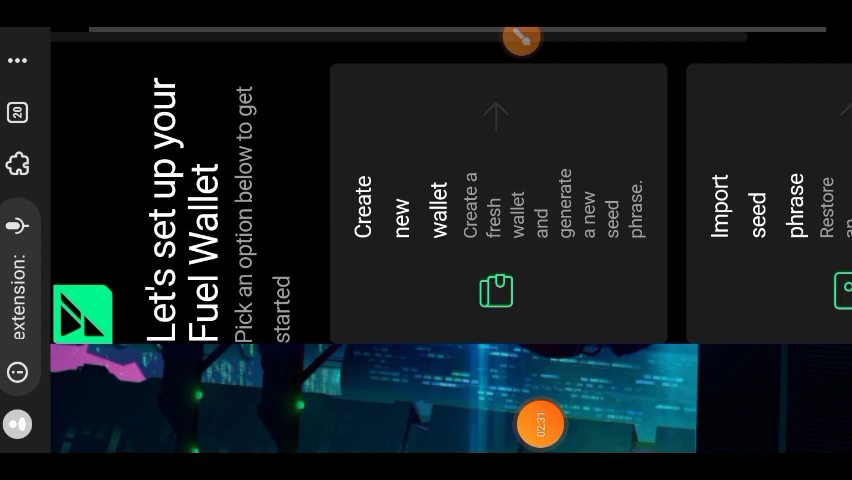 extension:
20
Let's set up your
Fuel Wallet
Pick an option below to get
started
Create
new
wallet
Create a
fresh
wallet
and
generate
a new
seed
phrase.
Import
seed
phrase
Restore
02:31